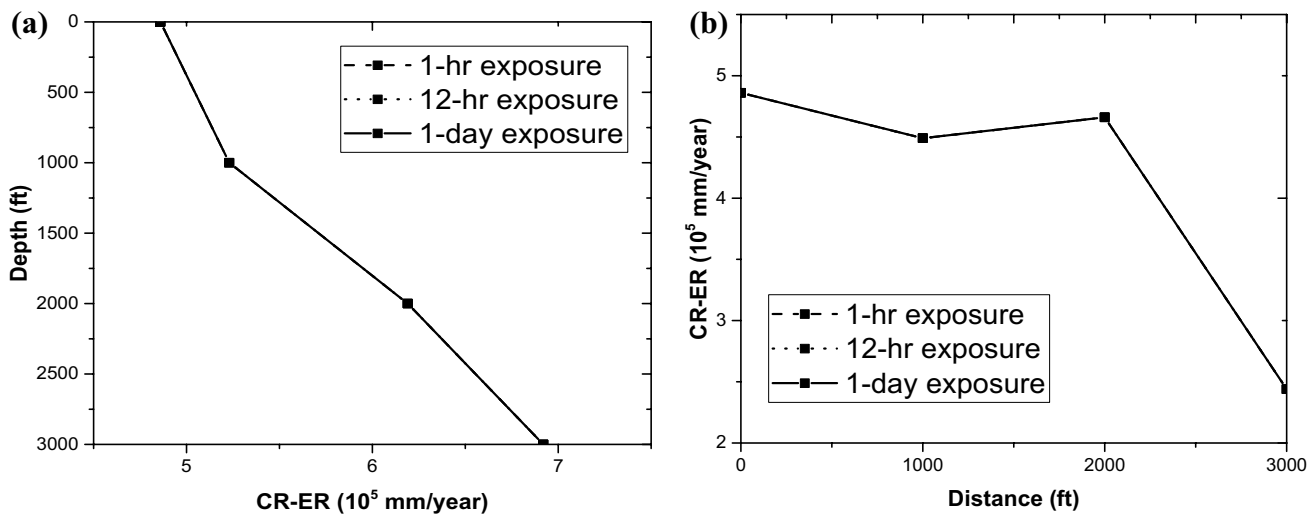 (a)
0
500
1000
1500
2000
2500
3000
Depth (ft)
1-hr exposure
12-hr exposure
1-day exposure
5
6
7
CR-ER (10⁵ mm/year)
(b)
5
4
3
2
CR-ER (10⁵ mm/year)
1-hr exposure
12-hr exposure
1-day exposure
0
1000
2000
3000
Distance (ft)